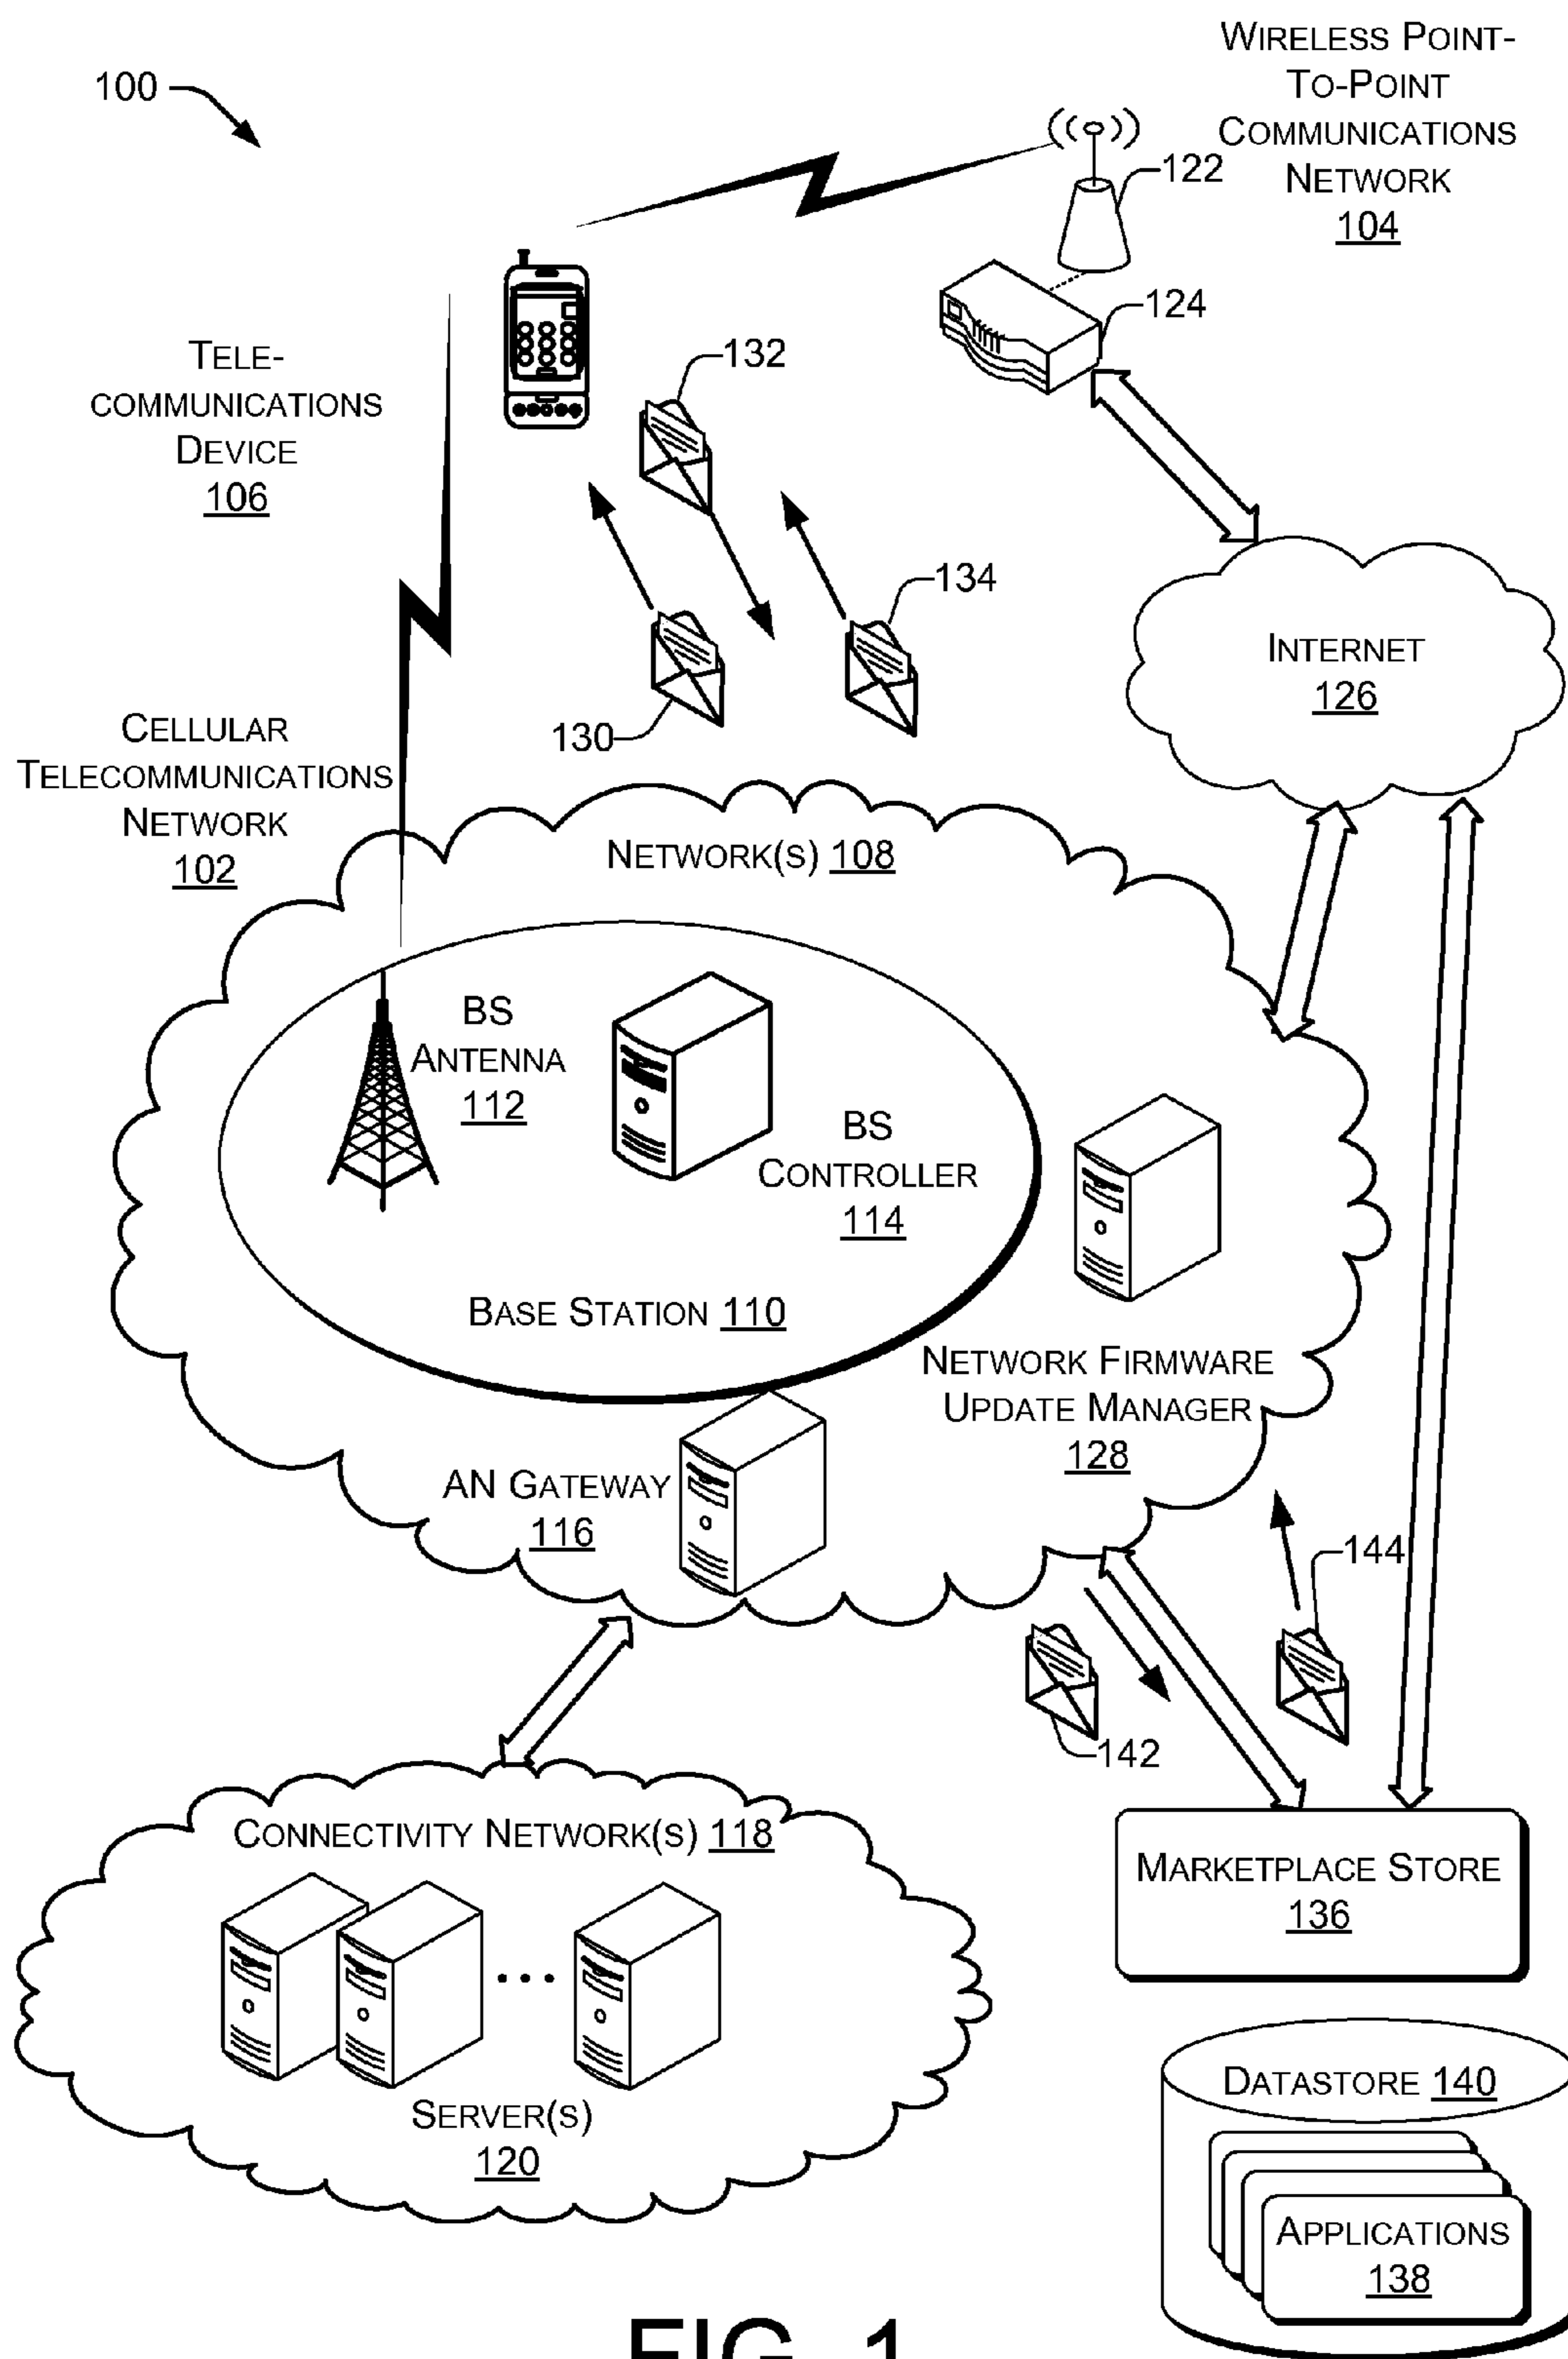 WIRELESS POINT-
TO-POINT
COMMUNICATIONS
NETWORK
104
100
122
124
TELE-
COMMUNICATIONS
DEVICE
106
132
134
130
INTERNET
126
CELLULAR
TELECOMMUNICATIONS
NETWORK
102
NETWORK(S) 108
BS
ANTENNA
112
BS
CONTROLLER
114
BASE STATION 110
NETWORK FIRMWARE
UPDATE MANAGER
128
AN GATEWAY
116
144
142
CONNECTIVITY NETWORK(S) 118
SERVER(S)
120
MARKETPLACE STORE
136
DATASTORE 140
APPLICATIONS
138
FIG. 1